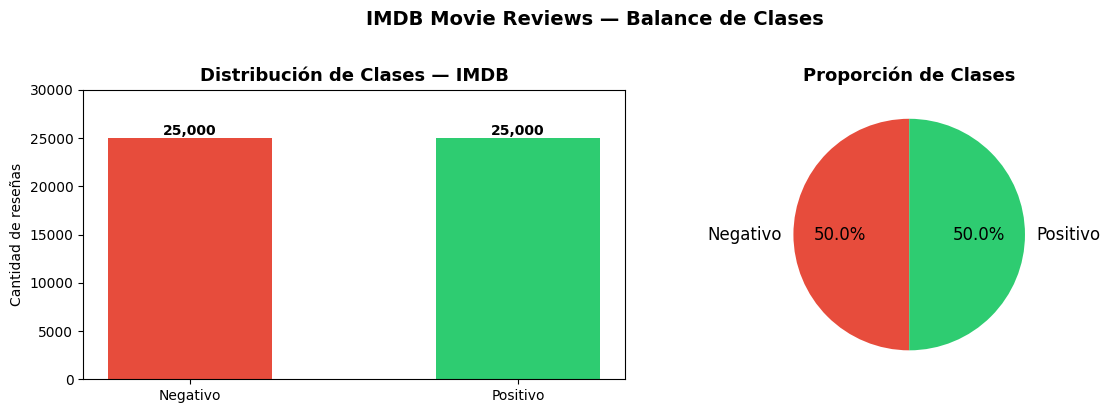 IMDB Movie Reviews — Balance de Clases
Distribución de Clases — IMDB
Cantidad de reseñas
30000
25000
20000
15000
10000
5000
0
25,000
25,000
Negativo
Positivo
Proporción de Clases
Negativo
50.0%
50.0%
Positivo